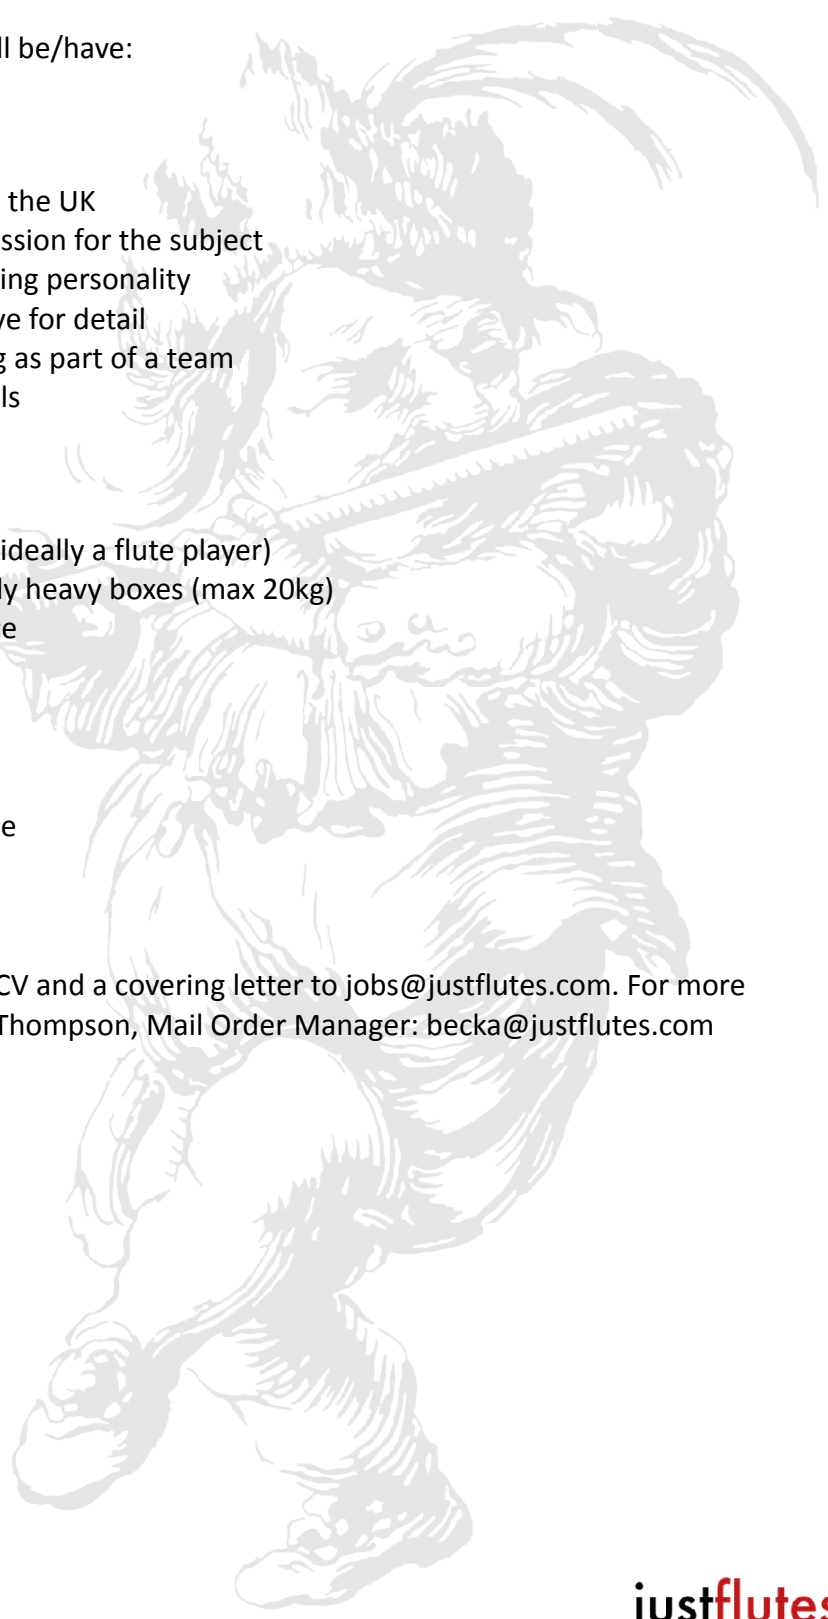 ll be/have:
the UK
ssion for the subject
ing personality
ye for detail
g as part of a team
ls
ideally a flute player)
ly heavy boxes (max 20kg)
e
e
CV and a covering letter to jobs@justflutes.com. For more
Thompson, Mail Order Manager: becka@justflutes.com
justflutes